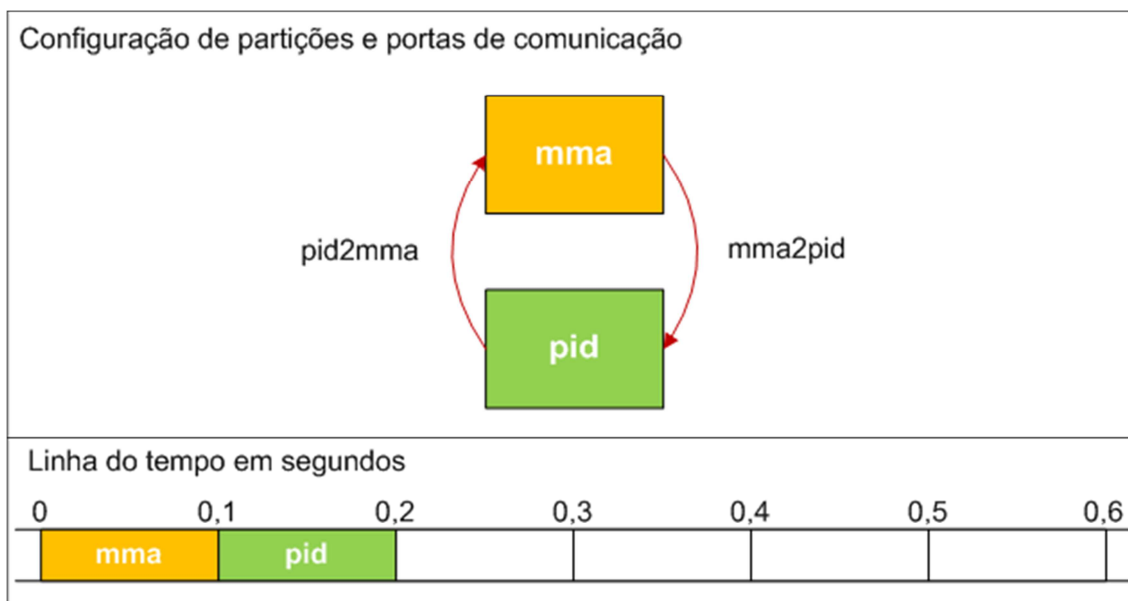 Configuração de partições e portas de comunicação
mma
pid2mma
mma2pid
pid
Linha do tempo em segundos
0 0,1 0,2 0,3 0,4 0,5 0,6
mma pid